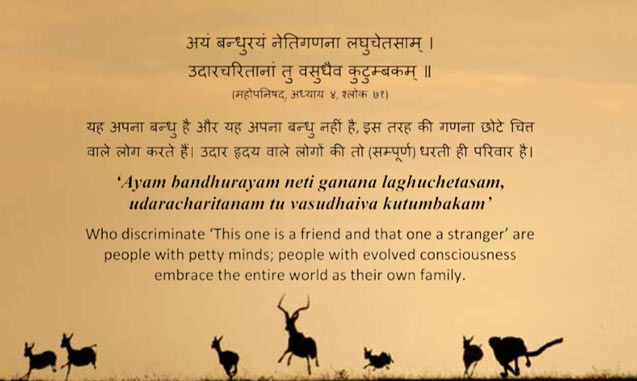 अयं बन्धुरयं नेतिगणना लघुचेतसाम् ।
उदारचरितानां तु वसुधैव कुटुम्बकम् ॥
(महोपनिषद्, अध्याय ४, श्लोक ७१)
यह अपना बन्धु है और यह अपना बन्धु नहीं है, इस तरह की गणना छोटे चित्त
वाले लोग करते हैं। उदार हृदय वाले लोगों की तो (सम्पूर्ण) धरती ही परिवार है।
‘Ayam bandhurayam neti ganana laghuchetasam,
udaracharitanam tu vasudhaiva kutumbakam’
Who discriminate ‘This one is a friend and that one a stranger’ are
people with petty minds; people with evolved consciousness
embrace the entire world as their own family.